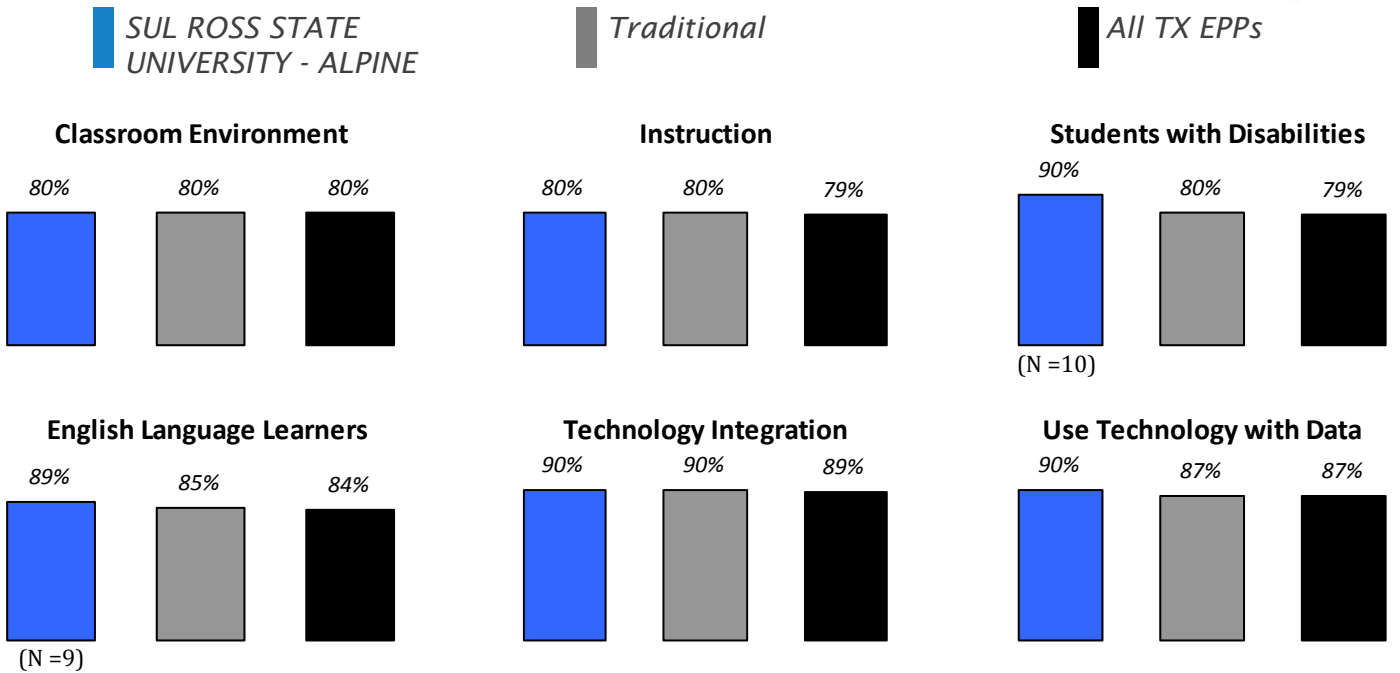 SUL ROSS STATE
UNIVERSITY - ALPINE
Traditional
All TX EPPs
Classroom Environment
80%
80%
80%
Instruction
80%
80%
79%
Students with Disabilities
90%
80%
79%
(N =10)
English Language Learners
89%
85%
84%
(N =9)
Technology Integration
90%
90%
89%
Use Technology with Data
90%
87%
87%